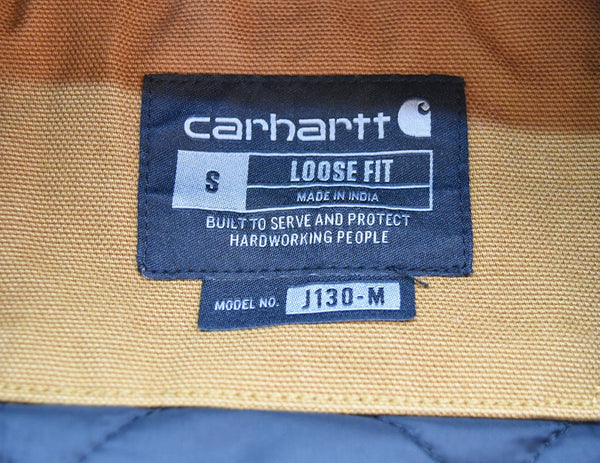 carhartt
S
LOOSE FIT
MADE IN INDIA
BUILT TO SERVE AND PROTECT
HARDWORKING PEOPLE
MODEL NO. J130-M